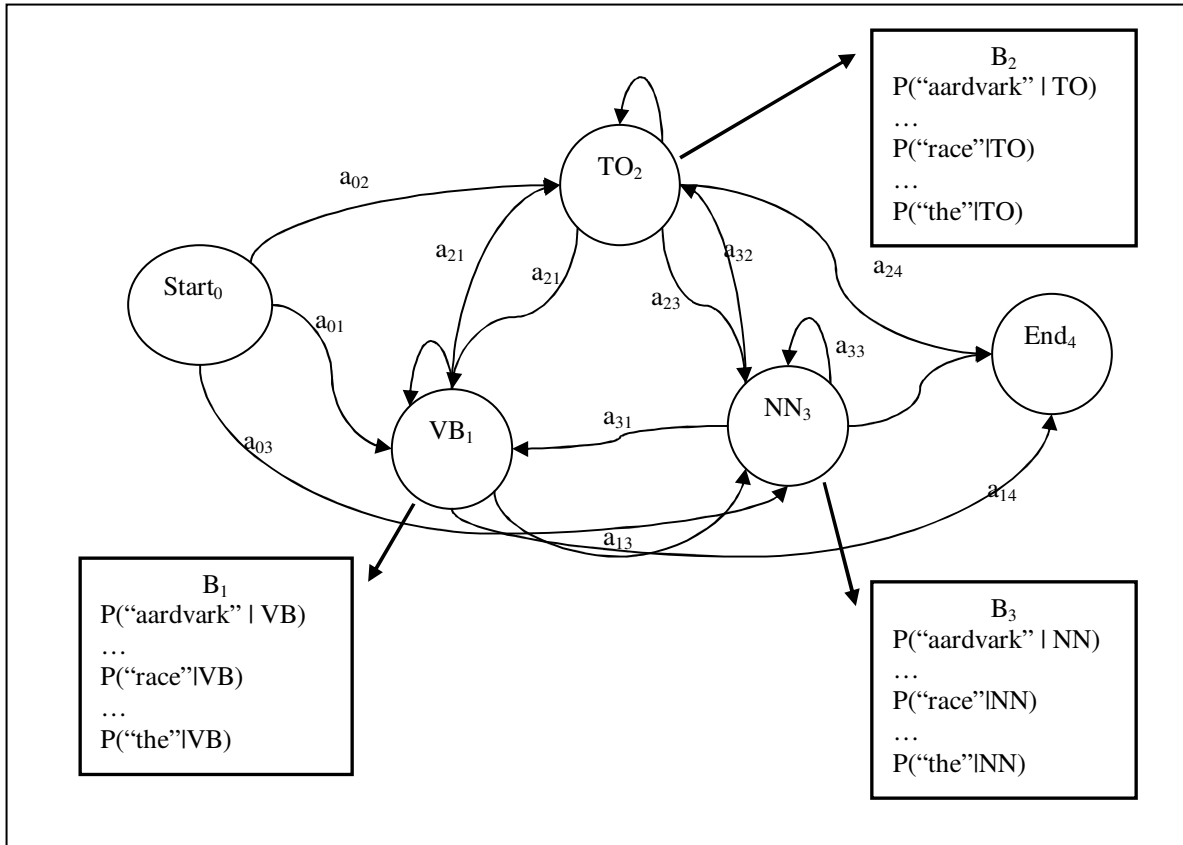 B₂
P(“aardvark” | TO)
…
P(“race”|TO)
…
P(“the”|TO)
TO₂
a₀₂
a₂₁
a₂₁
a₃₂
a₂₃
a₂₄
Start₀
a₀₁
End₄
a₃₃
VB₁
a₃₁
NN₃
a₀₃
a₁₄
a₁₃
B₁
P(“aardvark” | VB)
…
P(“race”|VB)
…
P(“the”|VB)
B₃
P(“aardvark” | NN)
…
P(“race”|NN)
…
P(“the”|NN)